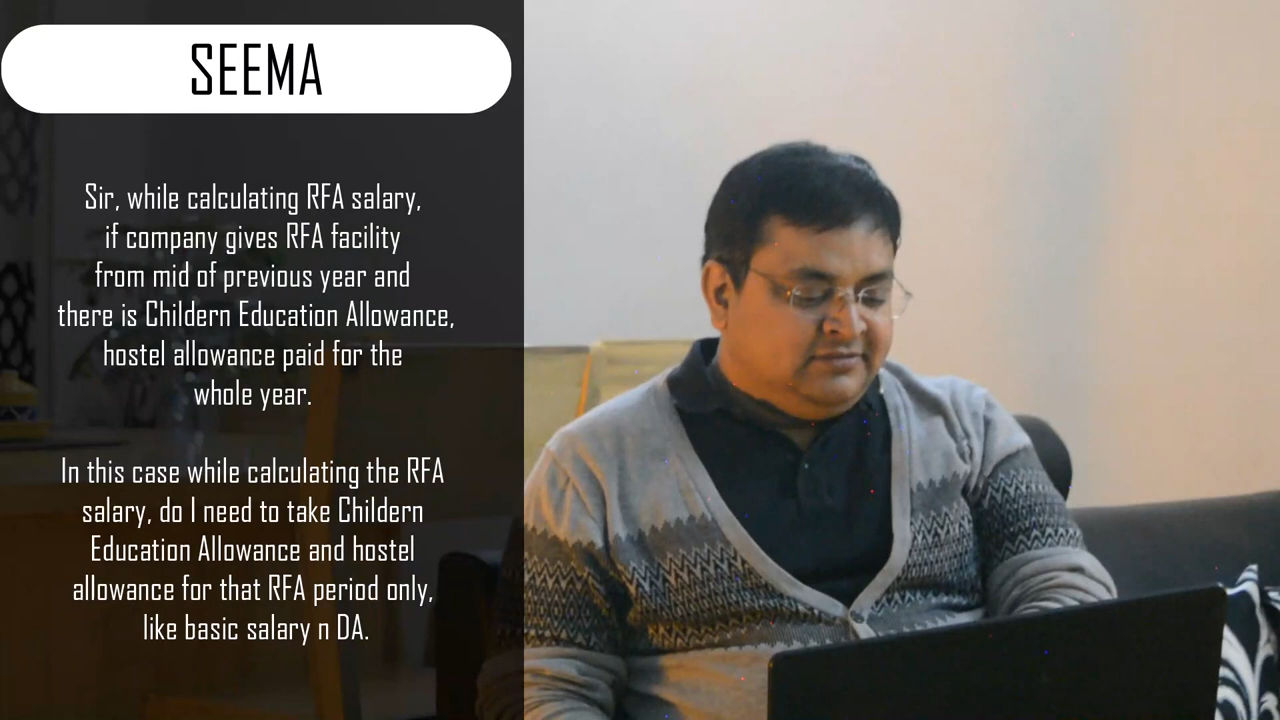 SEEMA
Sir, while calculating RFA salary,
if company gives RFA facility
from mid of previous year and
there is Childern Education Allowance,
hostel allowance paid for the
whole year.
In this case while calculating the RFA
salary, do I need to take Childern
Education Allowance and hostel
allowance for that RFA period only,
like basic salary n DA.